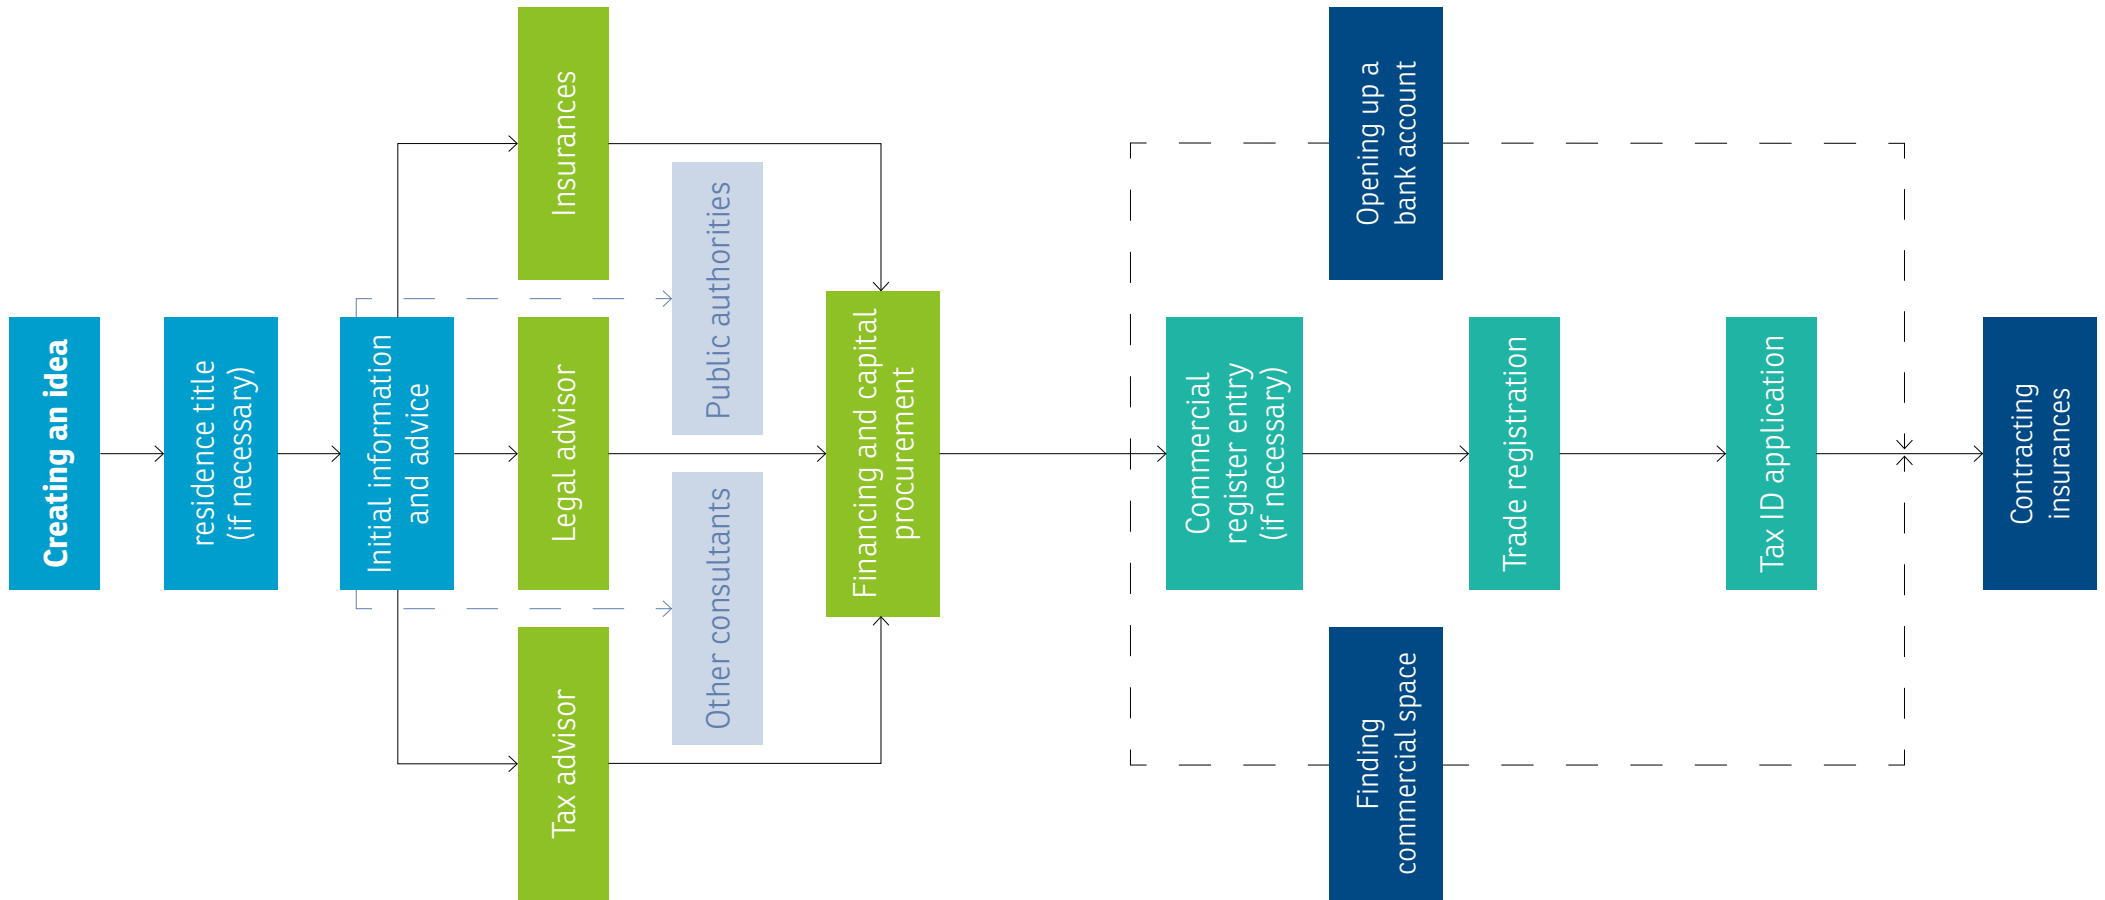 Creating an idea
residence title
(if necessary)
Initial information
and advice
Tax advisor
Legal advisor
Insurances
Other consultants
Public authorities
Financing and capital
procurement
Commercial
register entry
(if necessary)
Finding
commercial space
Opening up a
bank account
Trade registration
Tax ID application
Contracting
insurances